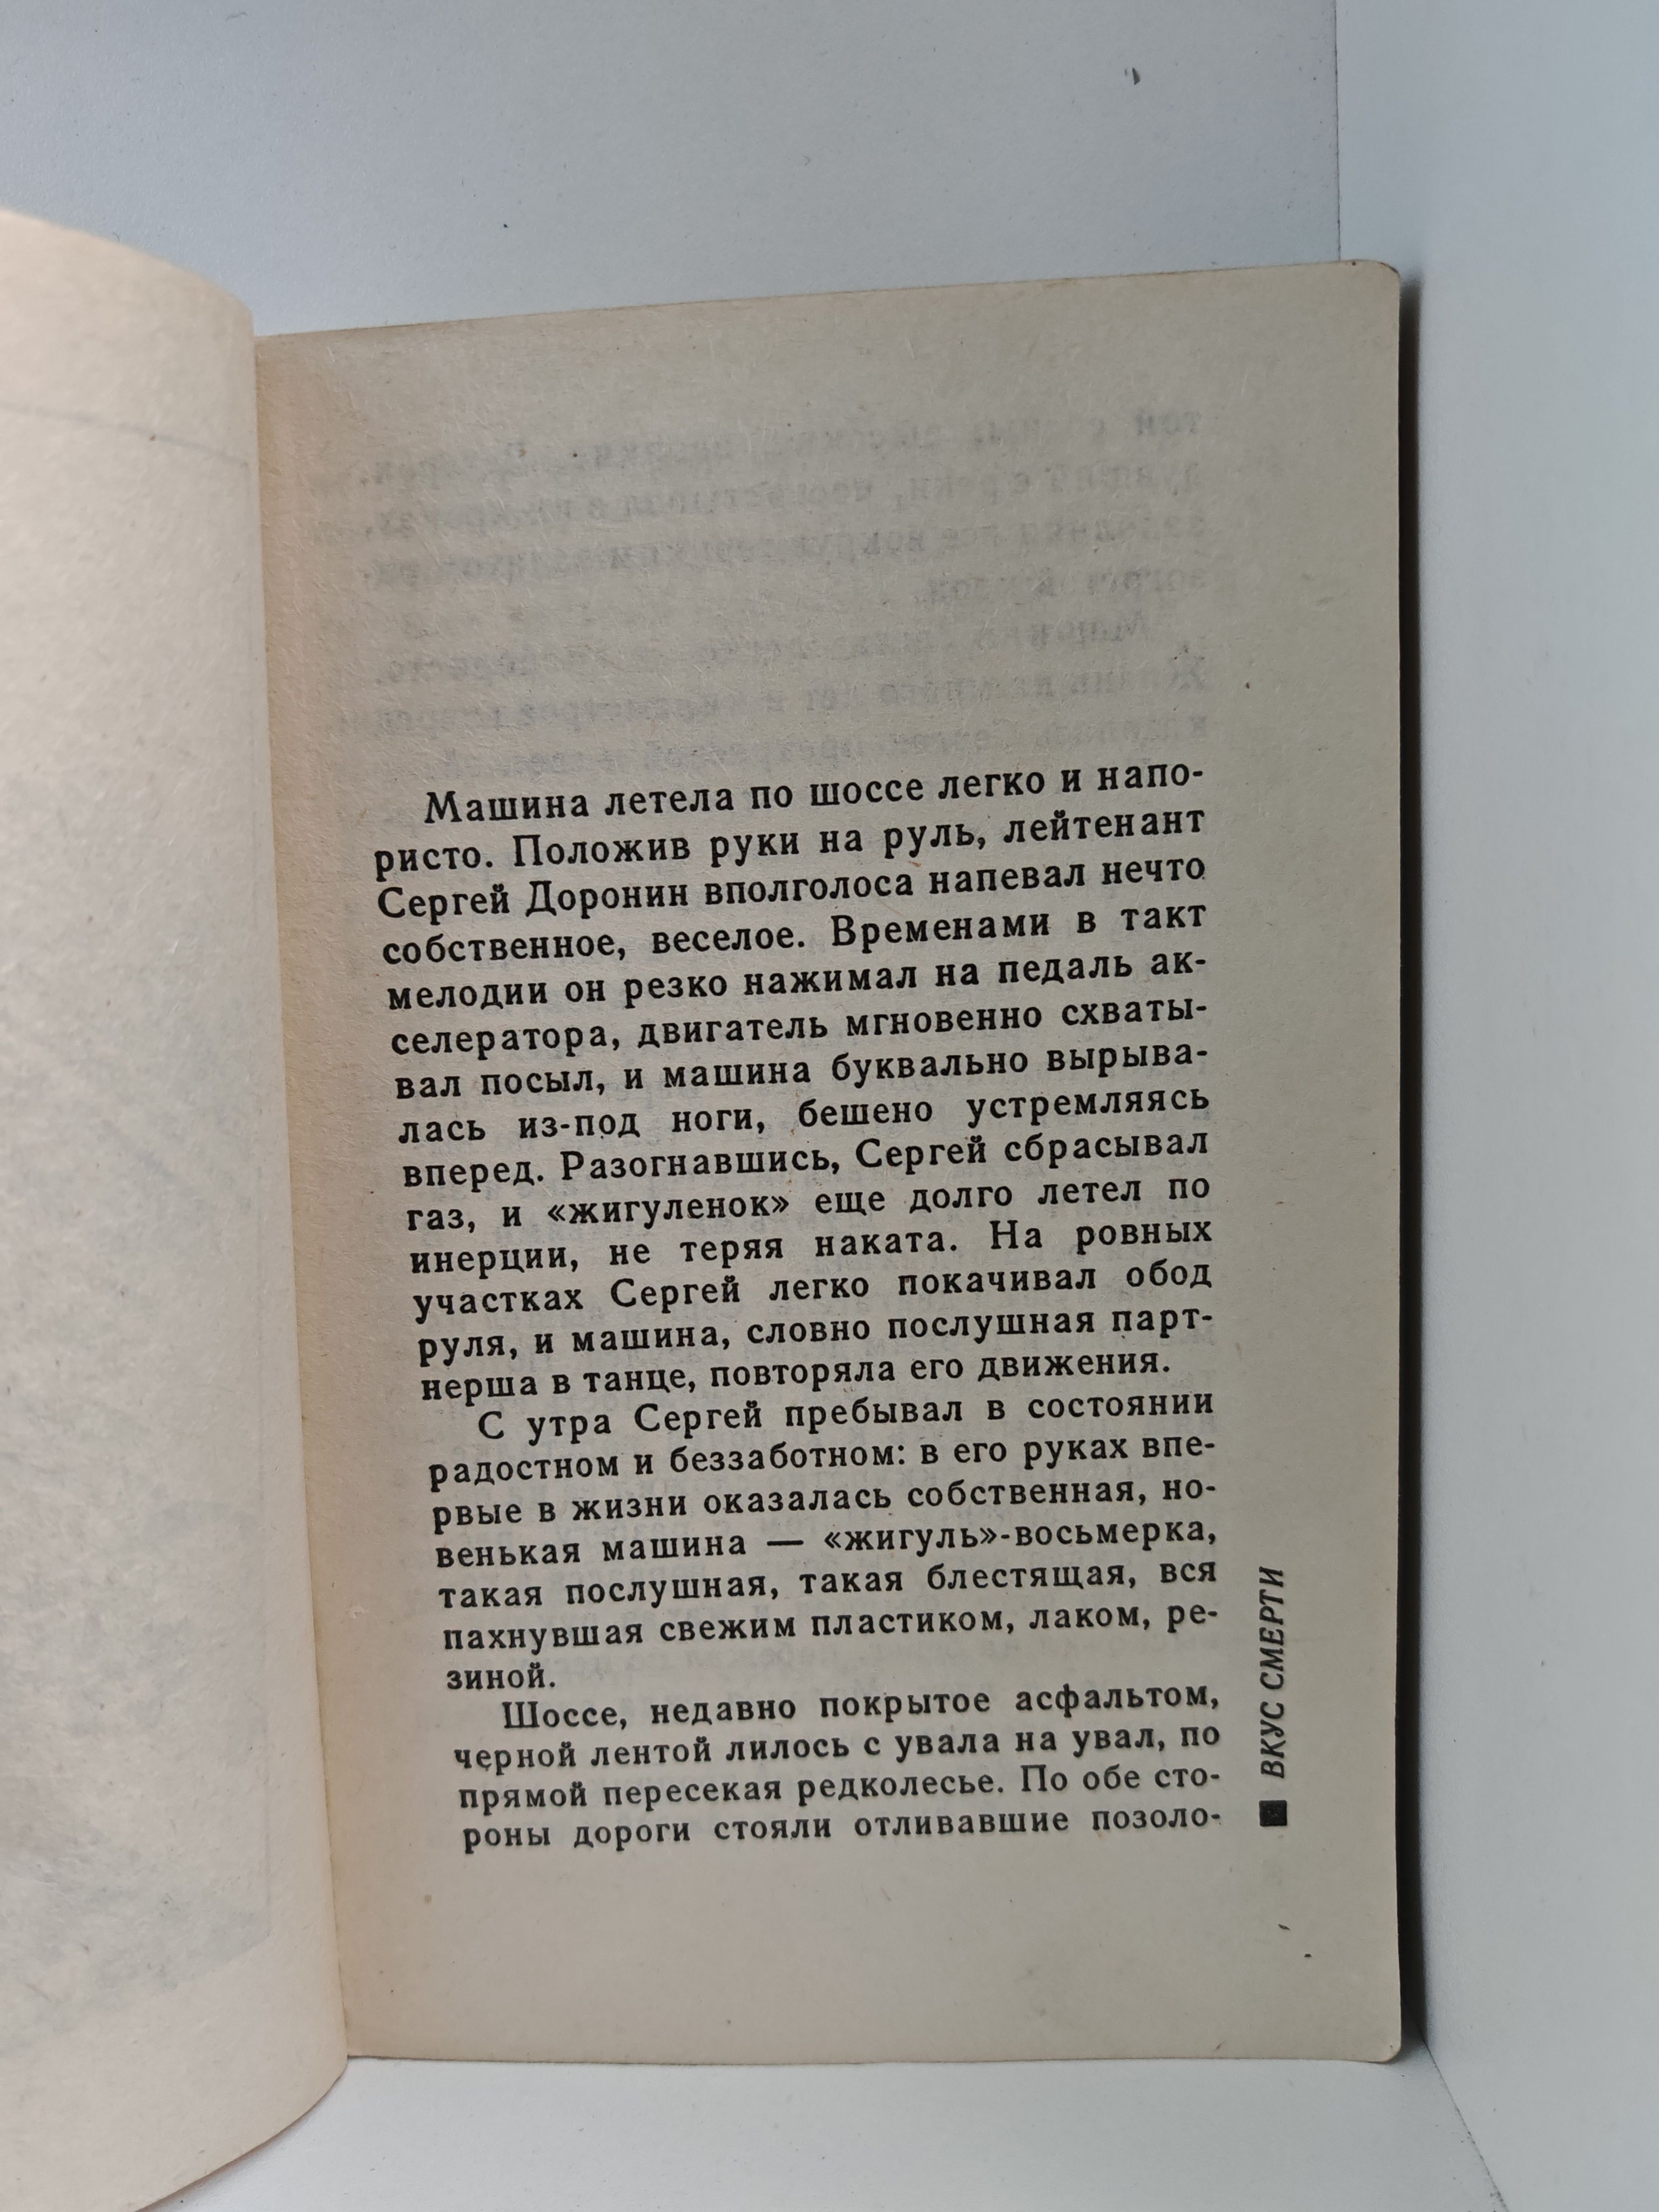 Машина летела по шоссе легко и напо-
ристо. Положив руки на руль, лейтенант
Сергей Доронин вполголоса напевал нечто
собственное, веселое. Временами в такт
мелодии он резко нажимал на педаль ак-
селератора, двигатель мгновенно схваты-
вал посыл, и машина буквально вырыва-
лась из-под ноги, бешено устремляясь
вперед. Разогнавшись, Сергей сбрасывал
газ, и «жигуленок» еще долго летел по
инерции, не теряя наката. На ровных
участках Сергей легко покачивал обод
руля, и машина, словно послушная парт-
нерша в танце, повторяла его движения.
С утра Сергей пребывал в состоянии
радостном и беззаботном: в его руках впе-
рвые в жизни оказалась собственная, но-
венькая машина — «жигуль»-восьмерка,
такая послушная, такая блестящая, вся
пахнувшая свежим пластиком, лаком, ре-
зиной.
Шоссе, недавно покрытое асфальтом,
черной лентой лилось с увала на увал, по
прямой пересекая редколесье. По обе сто-
роны дороги стояли отливавшие позоло-
ВКУС СМЕРТИ